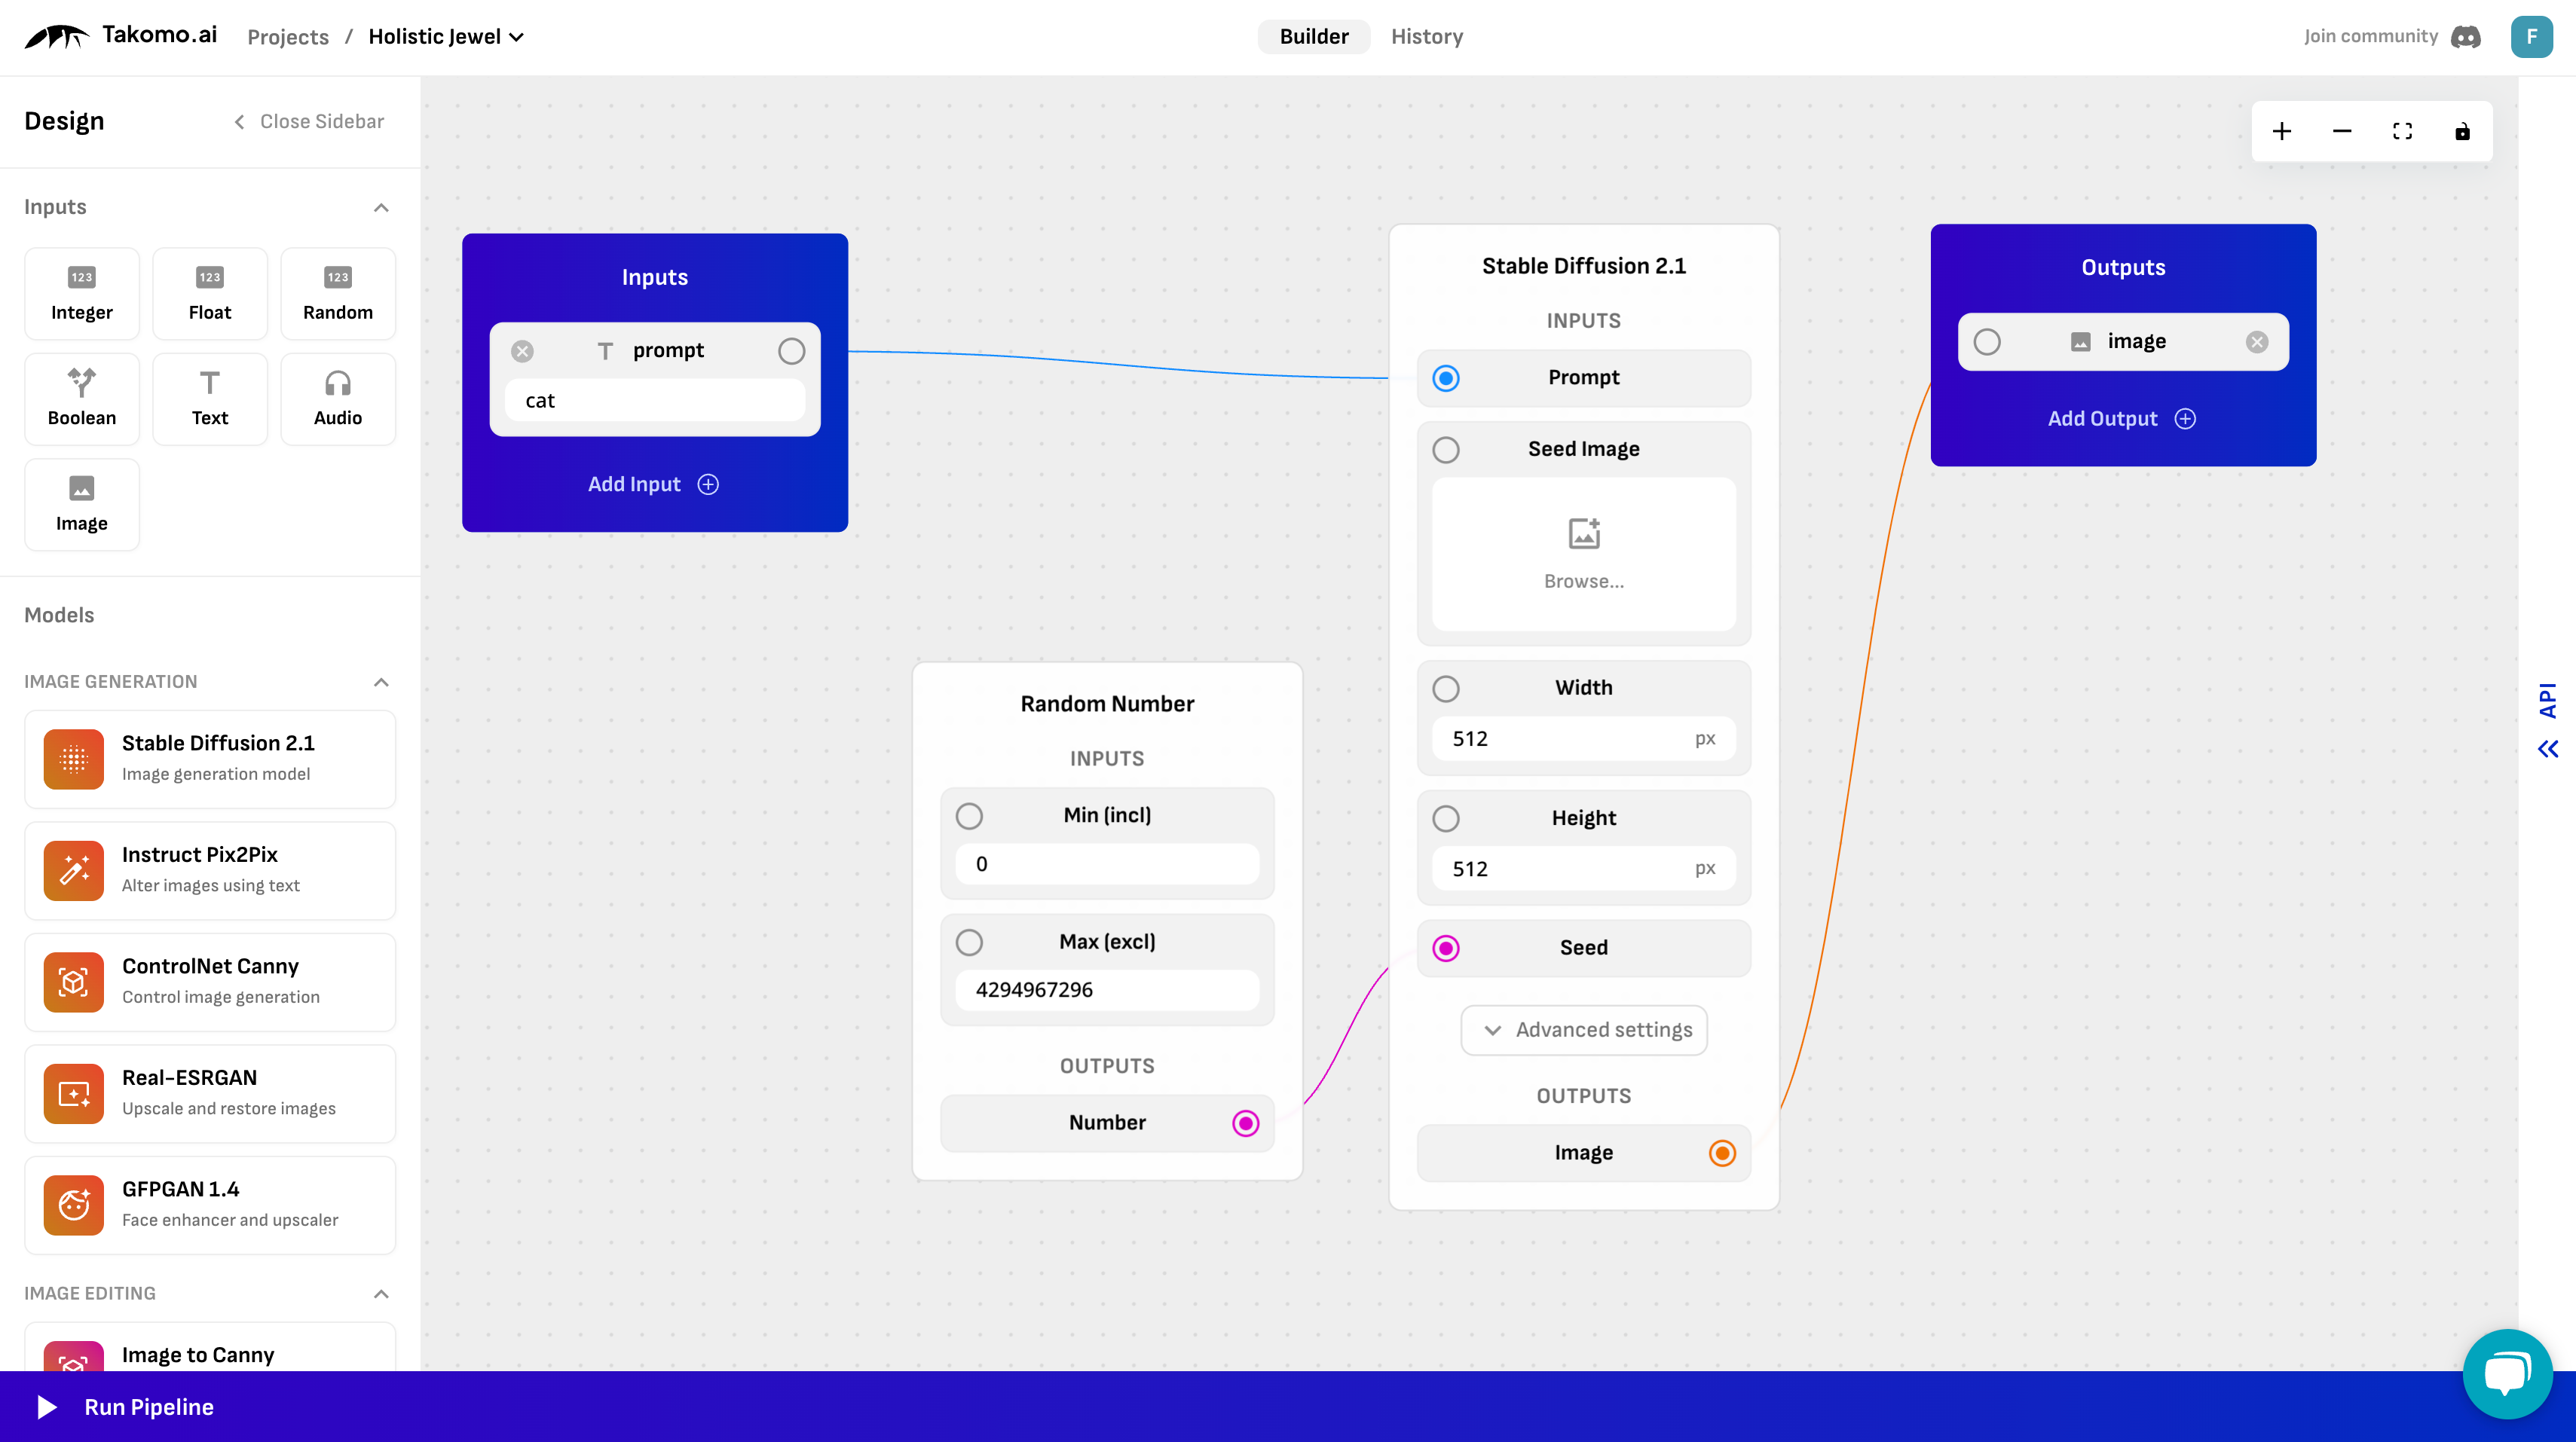 Takomo.ai
Projects / Holistic Jewel
Builder
History
Join community
F
Design
Close Sidebar
Inputs
123
Integer
123
Float
123
Random
Boolean
T
Text
Audio
Image
Models
IMAGE GENERATION
Stable Diffusion 2.1
Image generation model
Instruct Pix2Pix
Alter images using text
ControlNet Canny
Control image generation
Real-ESRGAN
Upscale and restore images
GFPGAN 1.4
Face enhancer and upscaler
IMAGE EDITING
Image to Canny
Inputs
T prompt
cat
Add Input
Random Number
INPUTS
Min (incl)
0
Max (excl)
4294967296
OUTPUTS
Number
Stable Diffusion 2.1
INPUTS
Prompt
Seed Image
Browse...
Width
512 px
Height
512 px
Seed
Advanced settings
OUTPUTS
Image
Outputs
image
Add Output
API
Run Pipeline